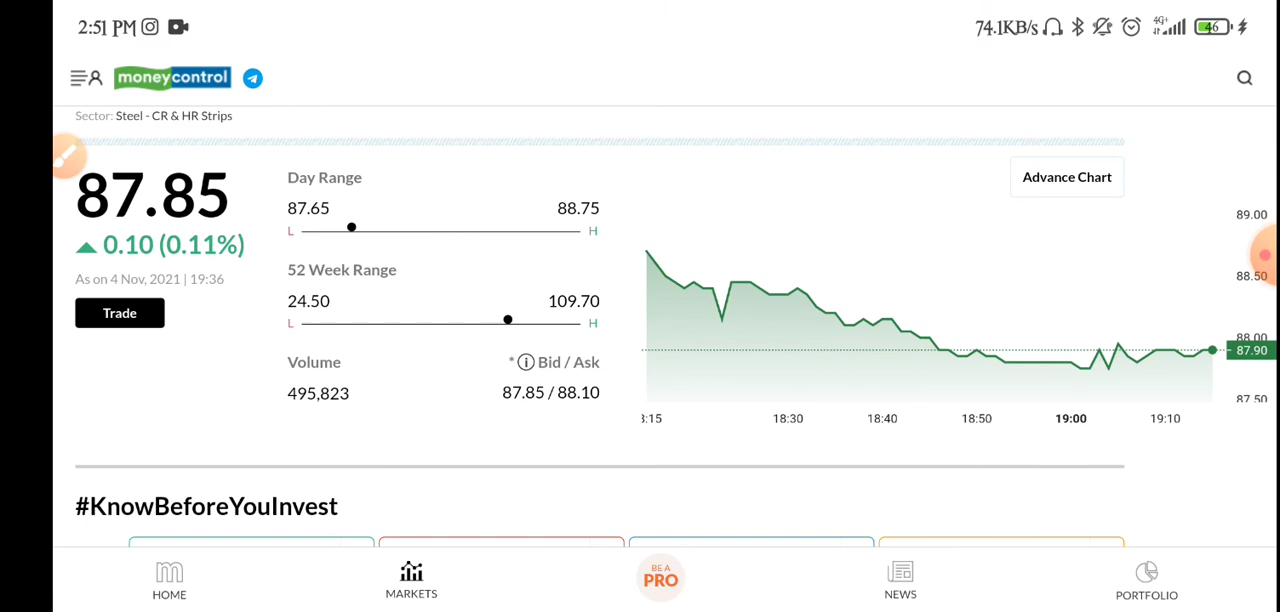 2:51 PM
74.1KB/s 4G+ 46
moneycontrol
Sector: Steel - CR & HR Strips
87.85
0.10 (0.11%)
As on 4 Nov, 2021 | 19:36
Trade
Day Range
87.65 88.75
L H
52 Week Range
24.50 109.70
L H
Volume * i Bid / Ask
495,823 87.85 / 88.10
Advance Chart
89.00
88.50
88.00
87.90
87.50
:15 18:30 18:40 18:50 19:00 19:10
#KnowBeforeYouInvest
HOME
MARKETS
BE A
PRO
NEWS
PORTFOLIO